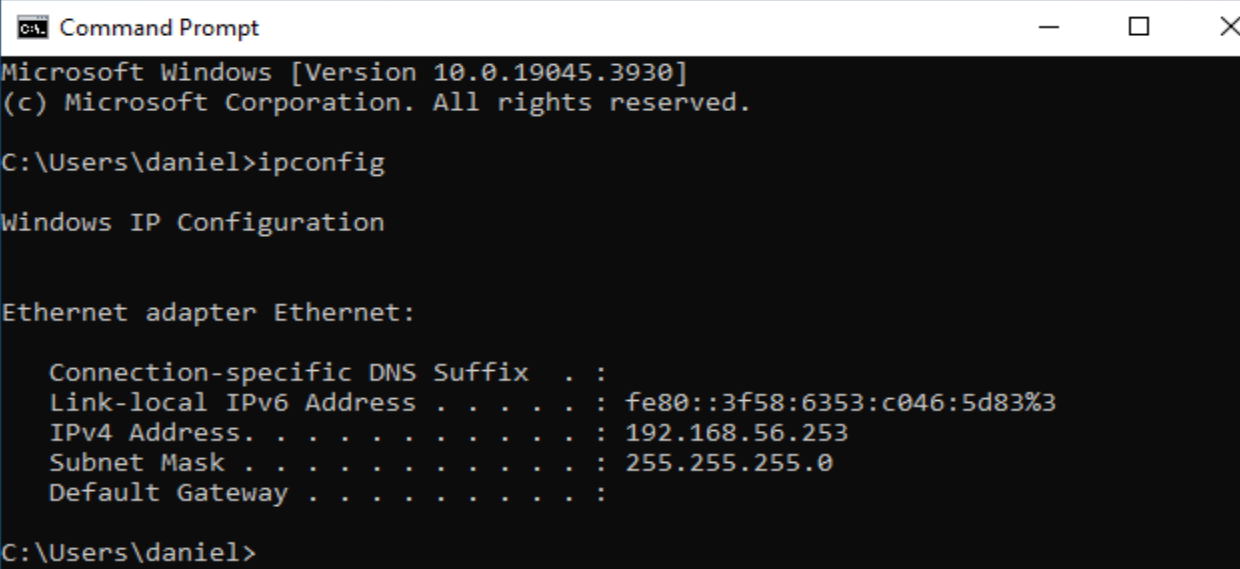 Command Prompt
Microsoft Windows [Version 10.0.19045.3930]
(c) Microsoft Corporation. All rights reserved.
C:\Users\daniel>ipconfig
Windows IP Configuration
Ethernet adapter Ethernet:
   Connection-specific DNS Suffix  . :
   Link-local IPv6 Address . . . . . : fe80::3f58:6353:c046:5d83%3
   IPv4 Address. . . . . . . . . . . : 192.168.56.253
   Subnet Mask . . . . . . . . . . . : 255.255.255.0
   Default Gateway . . . . . . . . . :
C:\Users\daniel>